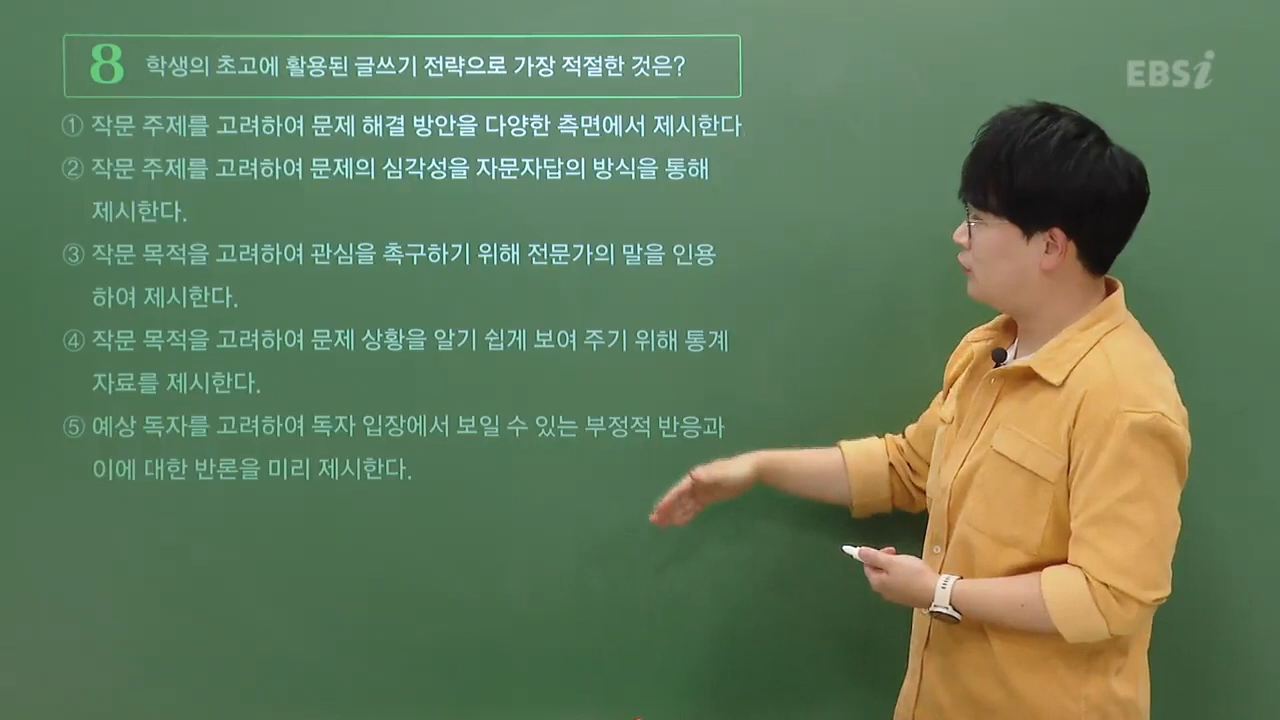 8 학생의 초고에 활용된 글쓰기 전략으로 가장 적절한 것은?
EBSi
① 작문 주제를 고려하여 문제 해결 방안을 다양한 측면에서 제시한다
② 작문 주제를 고려하여 문제의 심각성을 자문자답의 방식을 통해
제시한다.
③ 작문 목적을 고려하여 관심을 촉구하기 위해 전문가의 말을 인용
하여 제시한다.
④ 작문 목적을 고려하여 문제 상황을 알기 쉽게 보여 주기 위해 통계
자료를 제시한다.
⑤ 예상 독자를 고려하여 독자 입장에서 보일 수 있는 부정적 반응과
이에 대한 반론을 미리 제시한다.